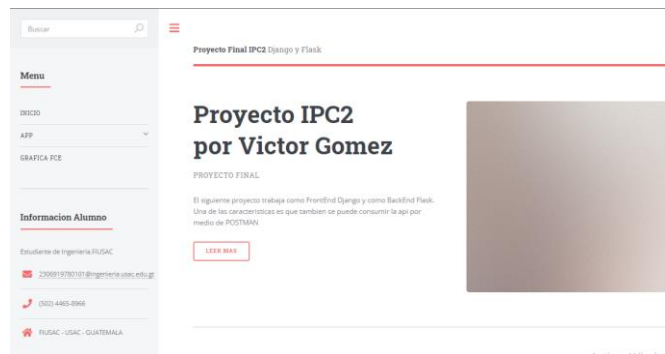 Buscar
Proyecto Final IPC2 Django y Flask
Menu
INICIO
APP
GRAFICA FCE
Proyecto IPC2
por Victor Gomez
PROYECTO FINAL
El siguiente proyecto trabaja como FrontEnd Django y como BackEnd Flask.
Una de las caracteristicas es que tambien se puede consumir la api por
medio de POSTMAN
LEER MAS
Informacion Alumno
Estudiante de Ingenieria FIUSAC
2306919780101@ingenieria.usac.edu.gt
(502) 4465-8966
FIUSAC - USAC - GUATEMALA